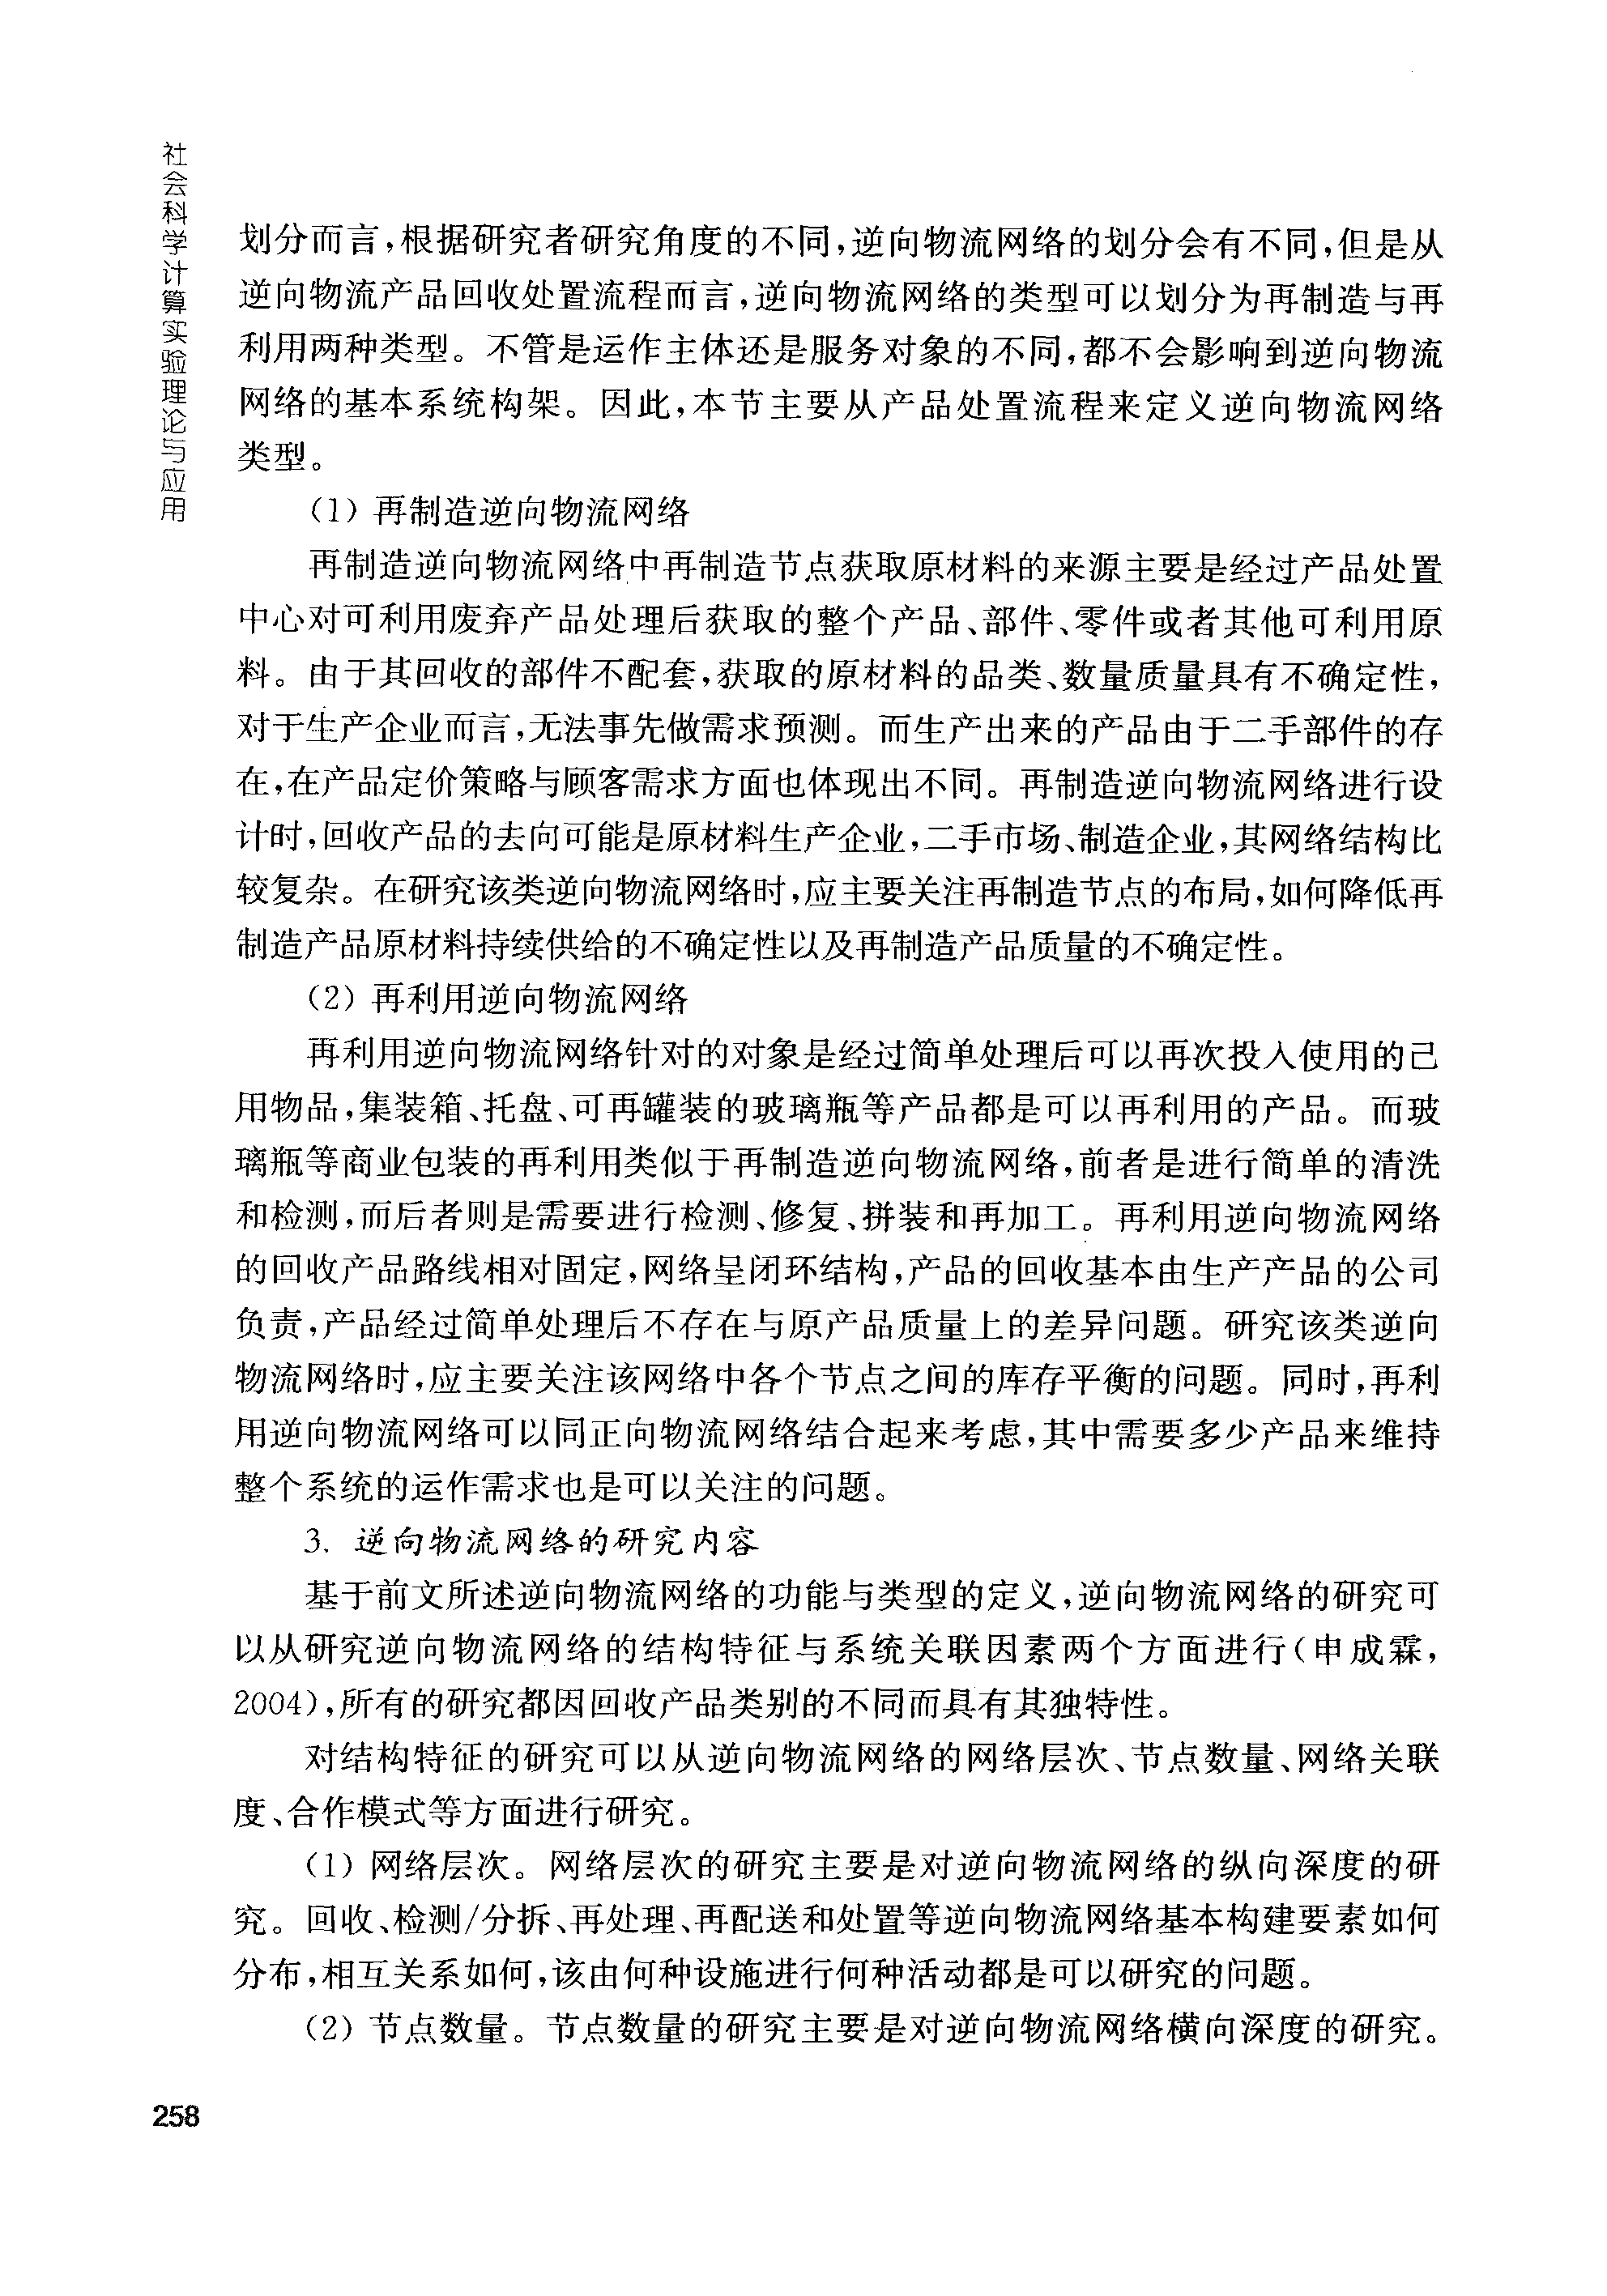 社会科学计算实验理论与应用
划分而言,根据研究者研究角度的不同,逆向物流网络的划分会有不同,但是从
逆向物流产品回收处置流程而言,逆向物流网络的类型可以划分为再制造与再
利用两种类型。不管是运作主体还是服务对象的不同,都不会影响到逆向物流
网络的基本系统构架。因此,本节主要从产品处置流程来定义逆向物流网络
类型。
(1) 再制造逆向物流网络
再制造逆向物流网络中再制造节点获取原材料的来源主要是经过产品处置
中心对可利用废弃产品处理后获取的整个产品、部件、零件或者其他可利用原
料。由于其回收的部件不配套,获取的原材料的品类、数量质量具有不确定性,
对于生产企业而言,无法事先做需求预测。而生产出来的产品由于二手部件的存
在,在产品定价策略与顾客需求方面也体现出不同。再制造逆向物流网络进行设
计时,回收产品的去向可能是原材料生产企业,二手市场、制造企业,其网络结构比
较复杂。在研究该类逆向物流网络时,应主要关注再制造节点的布局,如何降低再
制造产品原材料持续供给的不确定性以及再制造产品质量的不确定性。
(2) 再利用逆向物流网络
再利用逆向物流网络针对的对象是经过简单处理后可以再次投入使用的己
用物品,集装箱、托盘、可再罐装的玻璃瓶等产品都是可以再利用的产品。而玻
璃瓶等商业包装的再利用类似于再制造逆向物流网络,前者是进行简单的清洗
和检测,而后者则是需要进行检测、修复、拼装和再加工。再利用逆向物流网络
的回收产品路线相对固定,网络呈闭环结构,产品的回收基本由生产产品的公司
负责,产品经过简单处理后不存在与原产品质量上的差异问题。研究该类逆向
物流网络时,应主要关注该网络中各个节点之间的库存平衡的问题。同时,再利
用逆向物流网络可以同正向物流网络结合起来考虑,其中需要多少产品来维持
整个系统的运作需求也是可以关注的问题。
3. 逆向物流网络的研究内容
基于前文所述逆向物流网络的功能与类型的定义,逆向物流网络的研究可
以从研究逆向物流网络的结构特征与系统关联因素两个方面进行(申成霖,
2004),所有的研究都因回收产品类别的不同而具有其独特性。
对结构特征的研究可以从逆向物流网络的网络层次、节点数量、网络关联
度、合作模式等方面进行研究。
(1) 网络层次。网络层次的研究主要是对逆向物流网络的纵向深度的研
究。回收、检测/分拆、再处理、再配送和处置等逆向物流网络基本构建要素如何
分布,相互关系如何,该由何种设施进行何种活动都是可以研究的问题。
(2) 节点数量。节点数量的研究主要是对逆向物流网络横向深度的研究。
258